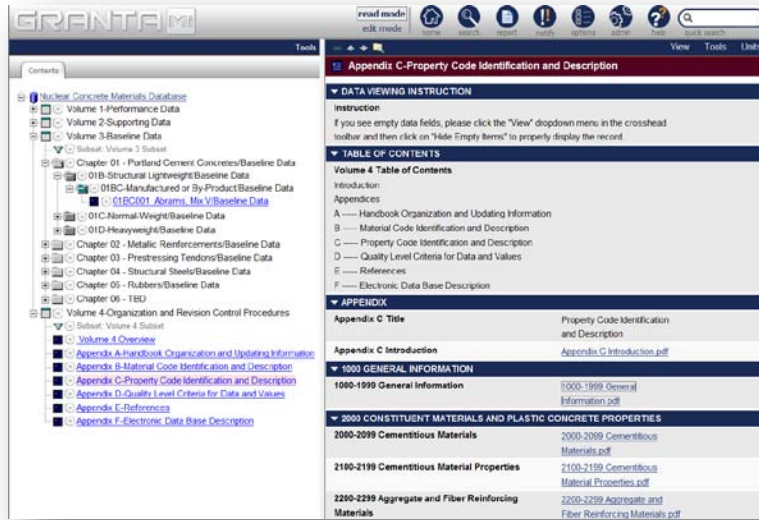 GRANTA MI
read mode
edit mode
home
search
report
notify
options
admin
help
quick search
Tools
View Tools Units
Contents
Nuclear Concrete Materials Database
Volume 1-Performance Data
Volume 2-Supporting Data
Volume 3-Baseline Data
Subset: Volume 3 Subset
Chapter 01 - Portland Cement Concretes/Baseline Data
01B-Structural Lightweight/Baseline Data
01BC-Manufactured or By-Product/Baseline Data
01BC001 Abrams, Mix V/Baseline Data
01C-Normal-Weight/Baseline Data
01D-Heavyweight/Baseline Data
Chapter 02 - Metallic Reinforcements/Baseline Data
Chapter 03 - Prestressing Tendons/Baseline Data
Chapter 04 - Structural Steels/Baseline Data
Chapter 05 - Rubbers/Baseline Data
Chapter 06 - TBD
Volume 4-Organization and Revision Control Procedures
Subset: Volume 4 Subset
Volume 4 Overview
Appendix A-Handbook Organization and Updating Information
Appendix B-Material Code Identification and Description
Appendix C-Property Code Identification and Description
Appendix D-Quality Level Criteria for Data and Values
Appendix E-References
Appendix F-Electronic Data Base Description
Appendix C-Property Code Identification and Description
DATA VIEWING INSTRUCTION
Instruction
If you see empty data fields, please click the "View" dropdown menu in the crosshead
toolbar and then click on "Hide Empty Items" to properly display the record.
TABLE OF CONTENTS
Volume 4 Table of Contents
Introduction
Appendices
A ----- Handbook Organization and Updating Information
B ----- Material Code Identification and Description
C ----- Property Code Identification and Description
D ----- Quality Level Criteria for Data and Values
E ----- References
F ----- Electronic Data Base Description
APPENDIX
Appendix C Title Property Code Identification
and Description
Appendix C Introduction Appendix C Introduction.pdf
1000 GENERAL INFORMATION
1000-1999 General Information 1000-1999 General
Information.pdf
2000 CONSTITUENT MATERIALS AND PLASTIC CONCRETE PROPERTIES
2000-2099 Cementitious Materials 2000-2099 Cementitious
Materials.pdf
2100-2199 Cementitious Material Properties 2100-2199 Cementitious
Material Properties.pdf
2200-2299 Aggregate and Fiber Reinforcing 2200-2299 Aggregate and
Materials Fiber Reinforcing Materials.pdf